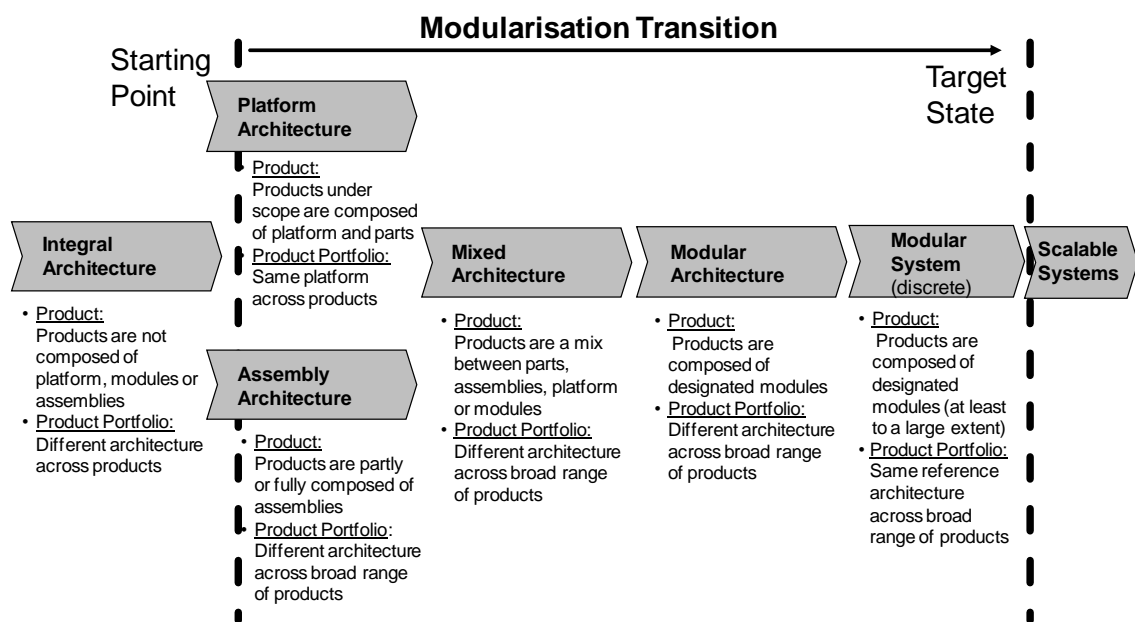 Modularisation Transition
Starting
Point
Target
State
Platform
Architecture
• Product:
Products under
scope are composed
of platform and parts
• Product Portfolio:
Same platform
across products
Integral
Architecture
• Product:
Products are not
composed of
platform, modules or
assemblies
• Product Portfolio:
Different architecture
across products
Assembly
Architecture
• Product:
Products are partly
or fully composed of
assemblies
• Product Portfolio:
Different architecture
across broad range
of products
Mixed
Architecture
• Product:
Products are a mix
between parts,
assemblies, platform
or modules
• Product Portfolio:
Different architecture
across broad range
of products
Modular
Architecture
• Product:
Products are
composed of
designated modules
• Product Portfolio:
Different architecture
across broad range
of products
Modular
System
(discrete)
• Product:
Products are
composed of
designated
modules (at least
to a large extent)
• Product Portfolio:
Same reference
architecture
across broad
range of products
Scalable
Systems